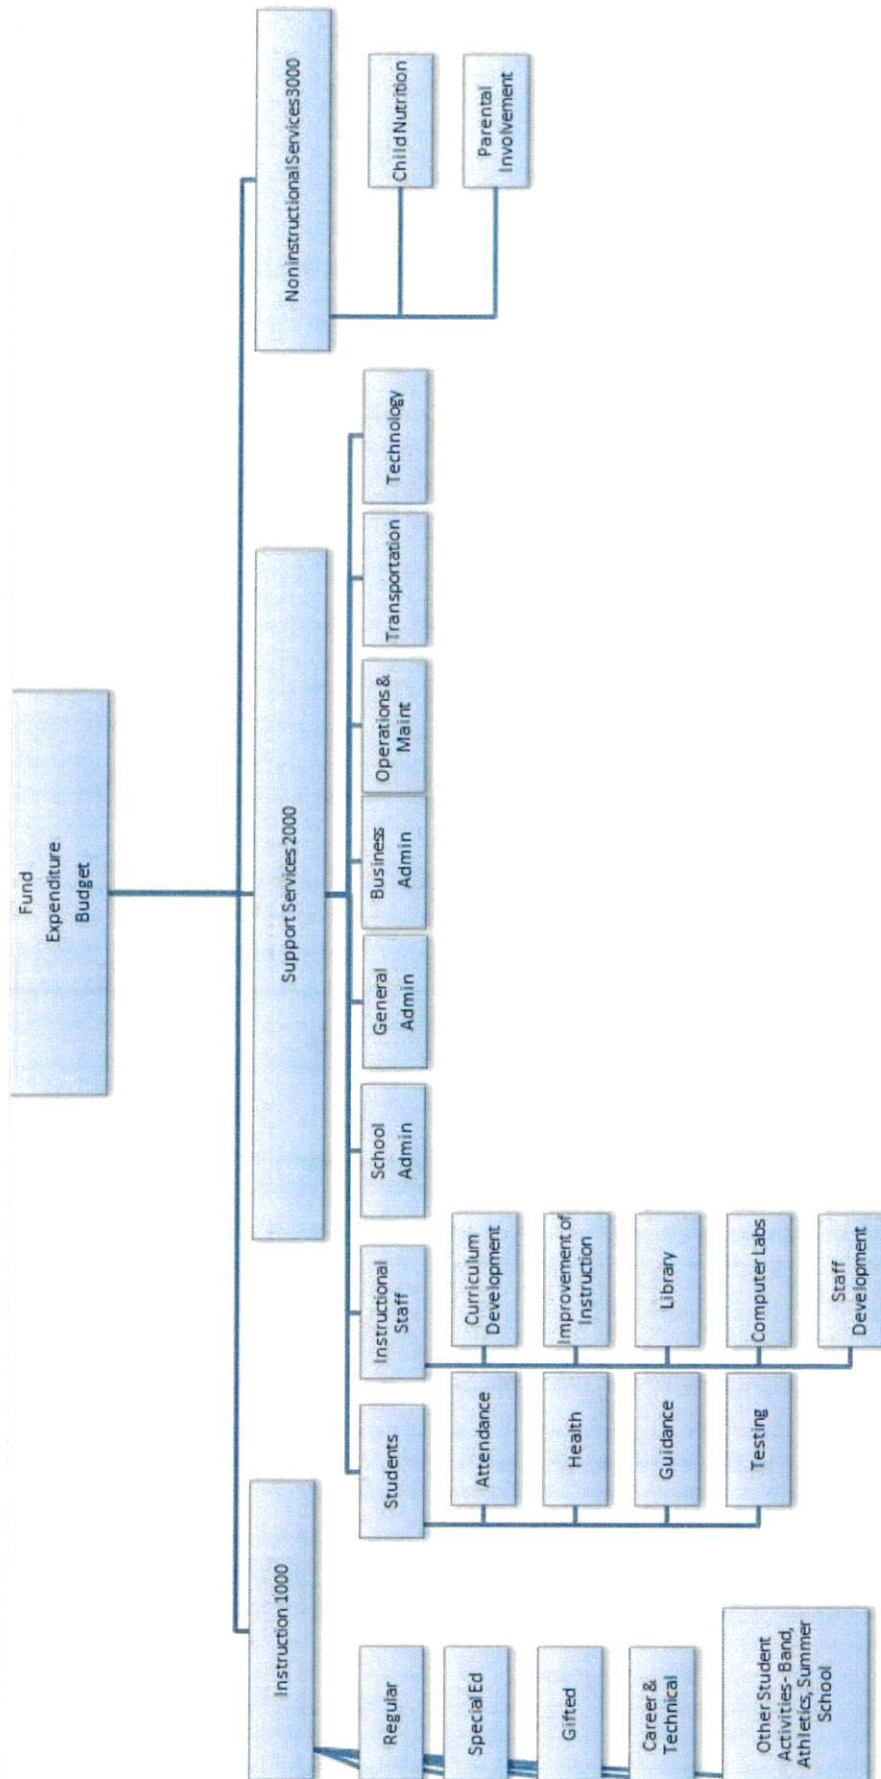 Fund
Expenditure
Budget
Instruction 1000
Regular
Special Ed
Gifted
Career &
Technical
Other Student
Activities- Band,
Athletics, Summer
School
Support Services 2000
Students
Attendance
Health
Guidance
Testing
Instructional
Staff
Curriculum
Development
Improvement of
Instruction
Library
Computer Labs
Staff
Development
School
Admin
General
Admin
Business
Admin
Operations &
Maint
Transportation
Technology
Noninstructional Services3000
Child Nutrition
Parental
Involvement